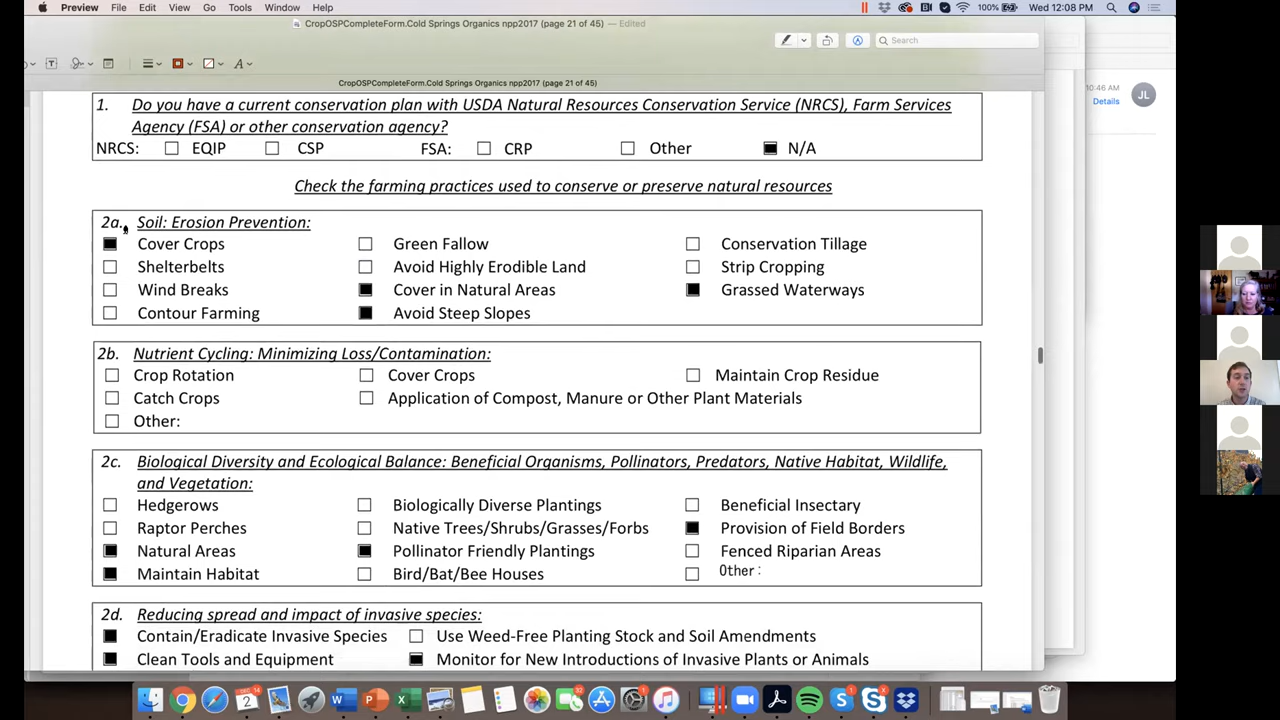 Preview File Edit View Go Tools Window Help 100% Wed 12:08 PM
CropOSPCompleteForm.Cold Springs Organics npp2017 (page 21 of 45) — Edited
Search
CropOSPCompleteForm.Cold Springs Organics npp2017 (page 21 of 45)
10:46 AM
Details
JL
1. Do you have a current conservation plan with USDA Natural Resources Conservation Service (NRCS), Farm Services
Agency (FSA) or other conservation agency?
NRCS: EQIP CSP FSA: CRP Other N/A
Check the farming practices used to conserve or preserve natural resources
2a. Soil: Erosion Prevention:
Cover Crops Green Fallow Conservation Tillage
Shelterbelts Avoid Highly Erodible Land Strip Cropping
Wind Breaks Cover in Natural Areas Grassed Waterways
Contour Farming Avoid Steep Slopes
2b. Nutrient Cycling: Minimizing Loss/Contamination:
Crop Rotation Cover Crops Maintain Crop Residue
Catch Crops Application of Compost, Manure or Other Plant Materials
Other:
2c. Biological Diversity and Ecological Balance: Beneficial Organisms, Pollinators, Predators, Native Habitat, Wildlife,
and Vegetation:
Hedgerows Biologically Diverse Plantings Beneficial Insectary
Raptor Perches Native Trees/Shrubs/Grasses/Forbs Provision of Field Borders
Natural Areas Pollinator Friendly Plantings Fenced Riparian Areas
Maintain Habitat Bird/Bat/Bee Houses Other:
2d. Reducing spread and impact of invasive species:
Contain/Eradicate Invasive Species Use Weed-Free Planting Stock and Soil Amendments
Clean Tools and Equipment Monitor for New Introductions of Invasive Plants or Animals